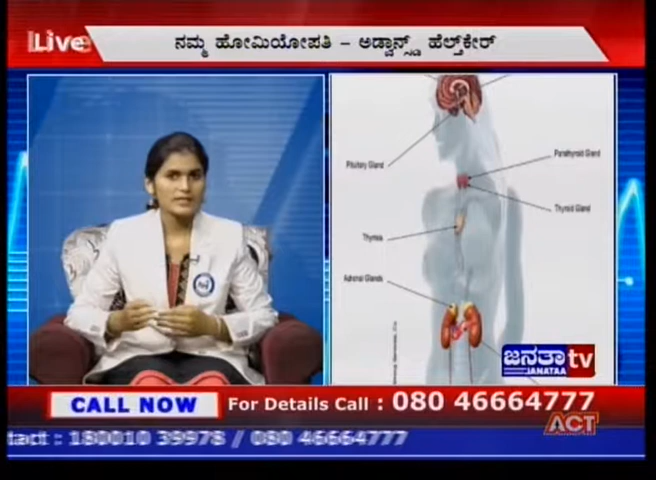 Live
ನಮ್ಮ ಹೋಮಿಯೋಪತಿ – ಅಡ್ವಾನ್ಸ್ಡ್ ಹೆಲ್ತ್‌ಕೇರ್
Pituitary Gland
Parathyroid Gland
Thyroid Gland
Thymus
Adrenal Glands
ಜನತಾ tv
JANATAA
CALL NOW
For Details Call : 080 46664777
ACT
tact : 180010 39978 / 080 46664777